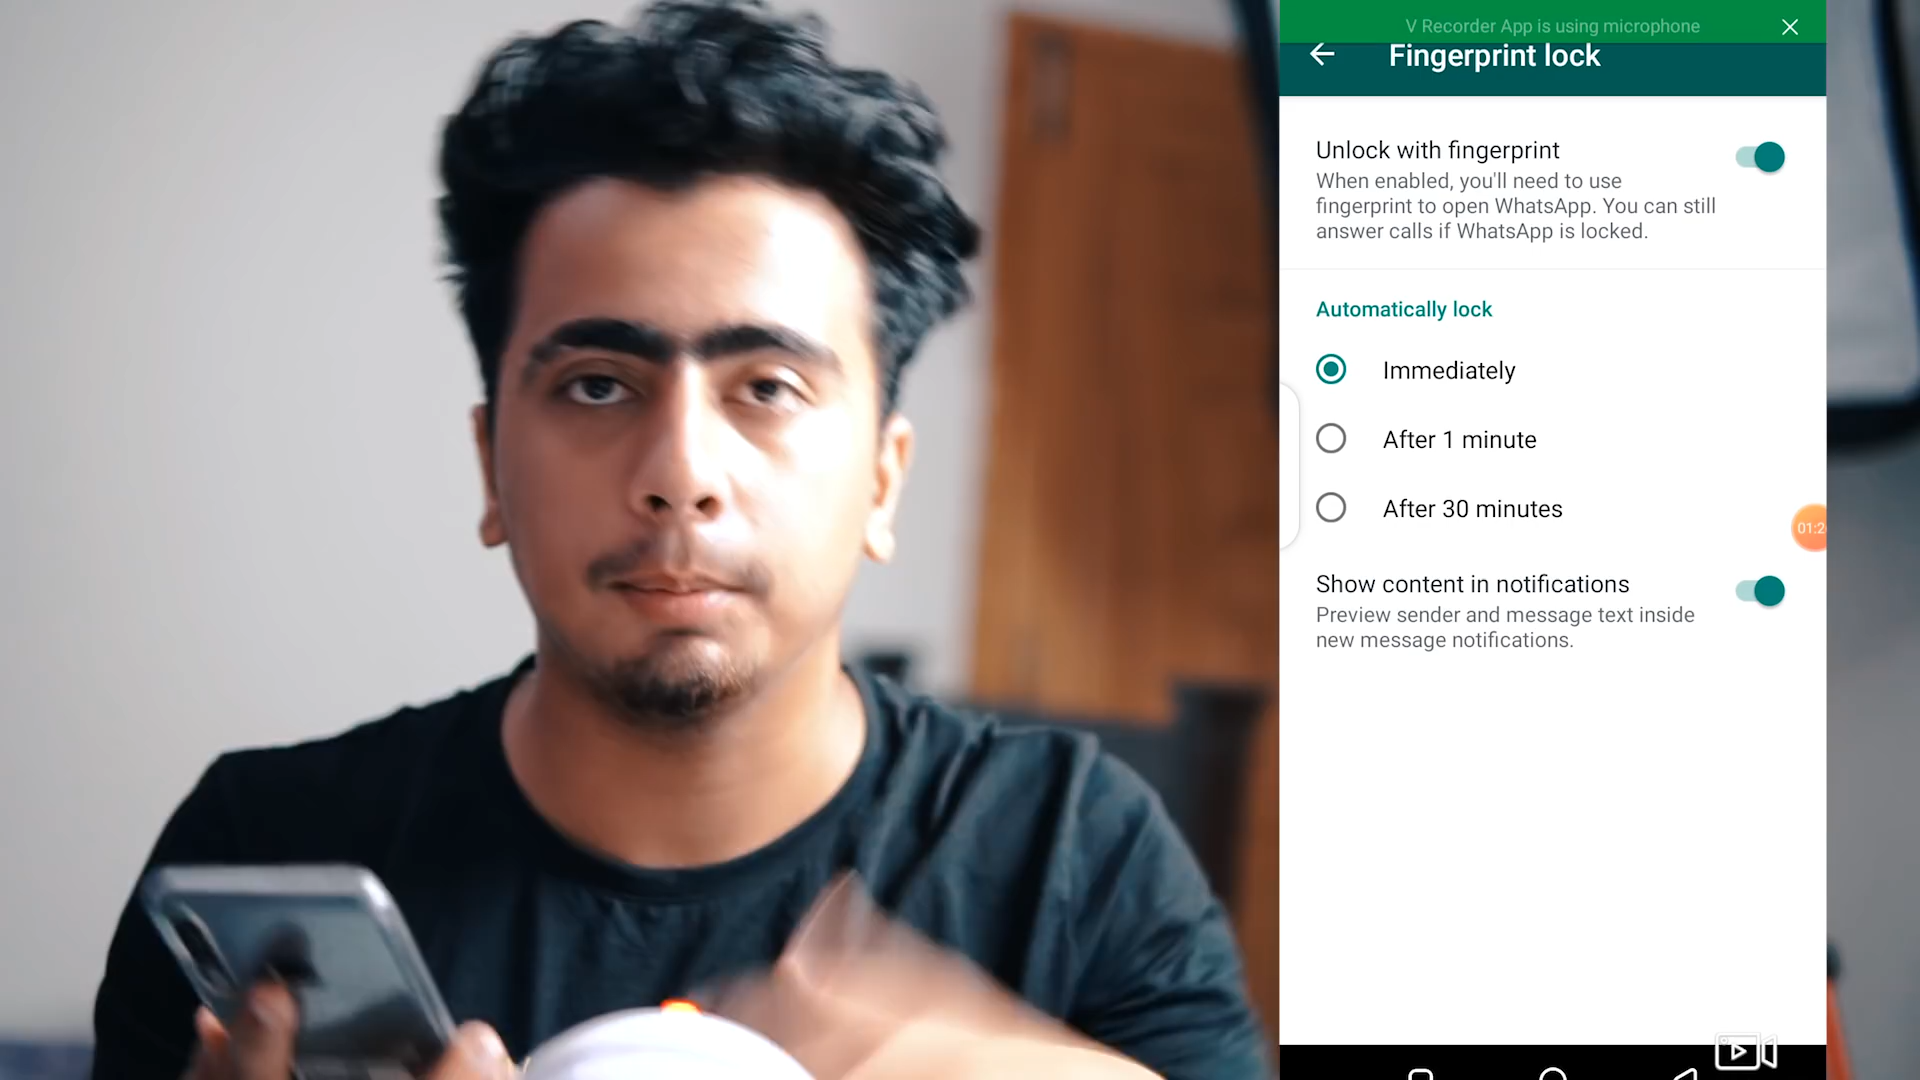 V Recorder App is using microphone
Fingerprint lock
Unlock with fingerprint
When enabled, you'll need to use
fingerprint to open WhatsApp. You can still
answer calls if WhatsApp is locked.
Automatically lock
Immediately
After 1 minute
After 30 minutes
Show content in notifications
Preview sender and message text inside
new message notifications.